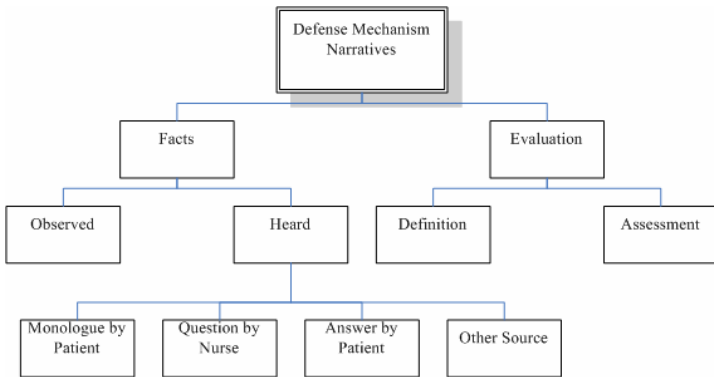 Defense Mechanism
Narratives
Facts
Evaluation
Observed
Heard
Definition
Assessment
Monologue by
Patient
Question by
Nurse
Answer by
Patient
Other Source